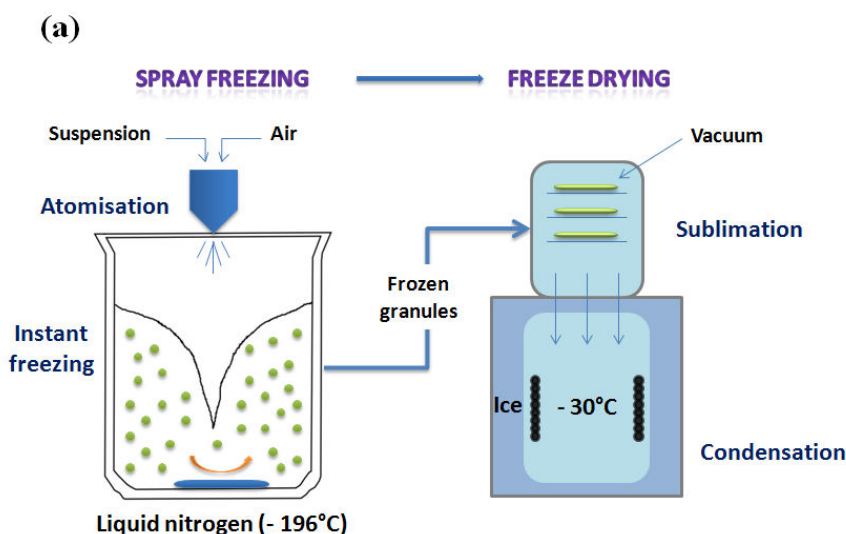 (a)
SPRAY FREEZING
FREEZE DRYING
Suspension
Air
Vacuum
Atomisation
Sublimation
Frozen
granules
Instant
freezing
Ice
- 30°C
Condensation
Liquid nitrogen (- 196°C)